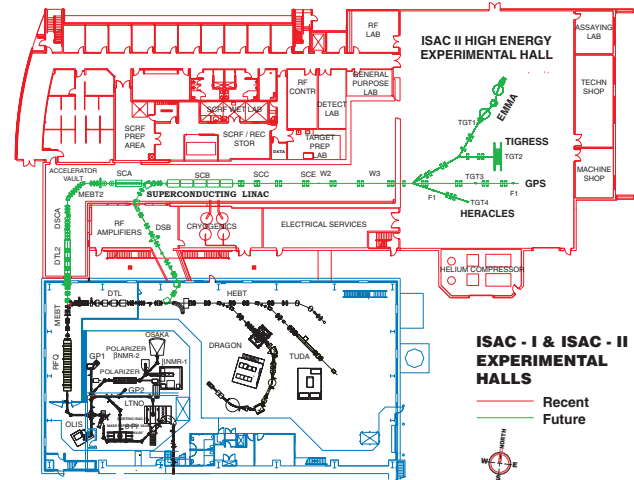 RF
LAB
ISAC II HIGH ENERGY
EXPERIMENTAL HALL
ASSAYING
LAB
RF
CONTR
GENERAL
PURPOSE
LAB
TECHN
SHOP
SCRF WET LAB
DETECT
LAB
EMMA
TGT1
SCRF
PREP
AREA
SCRF / REC
STOR
DATA
TARGET
PREP
LAB
TIGRESS
TGT2
ACCELERATOR
VAULT
SCA
SCB
SCC
SCE
W2
W3
TGT3
GPS
MACHINE
SHOP
MEBT2
SUPERCONDUCTING LINAC
F1
F1
TGT4
HERACLES
DSCA
RF
AMPLIFIERS
DSB
CRYOGENICS
ELECTRICAL SERVICES
DTL2
HELIUM COMPRESSOR
DTL
HEBT
MEBT
OSAKA
POLARIZER
βNMR-2
βNMR-1
GP1
POLARIZER
DRAGON
TUDA
RFQ
GP2
LTNO
OLIS
8Pi
ISAC - I & ISAC - II
EXPERIMENTAL
HALLS
Recent
Future
NORTH
W
E
S